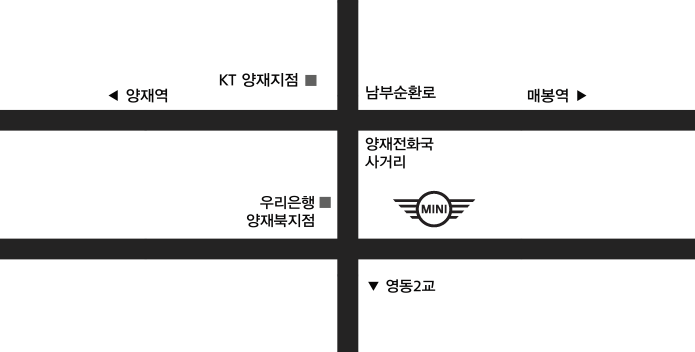 KT 양재지점
◀ 양재역
남부순환로
매봉역 ▶
양재전화국
사거리
우리은행
양재북지점
MINI
▼ 영동2교